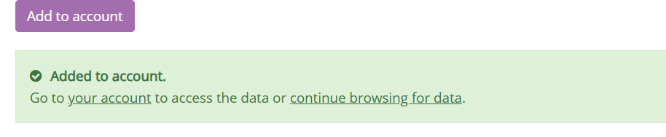 Add to account
Added to account.
Go to your account to access the data or continue browsing for data.